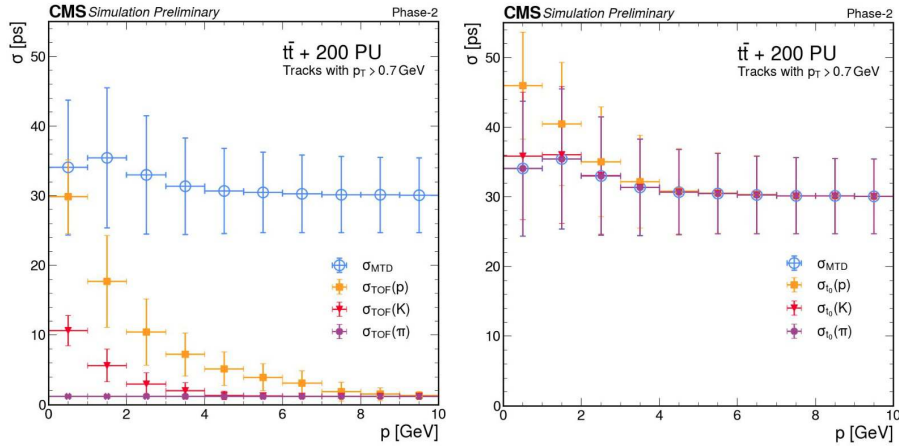 CMS Simulation Preliminary Phase-2
σ [ps]
50
40
30
20
10
0
tt̄ + 200 PU
Tracks with pT > 0.7 GeV
σMTD
σTOF(p)
σTOF(K)
σTOF(π)
0 2 4 6 8 10
p [GeV]
CMS Simulation Preliminary Phase-2
σ [ps]
50
40
30
20
10
0
tt̄ + 200 PU
Tracks with pT > 0.7 GeV
σMTD
σt0(p)
σt0(K)
σt0(π)
0 2 4 6 8 10
p [GeV]